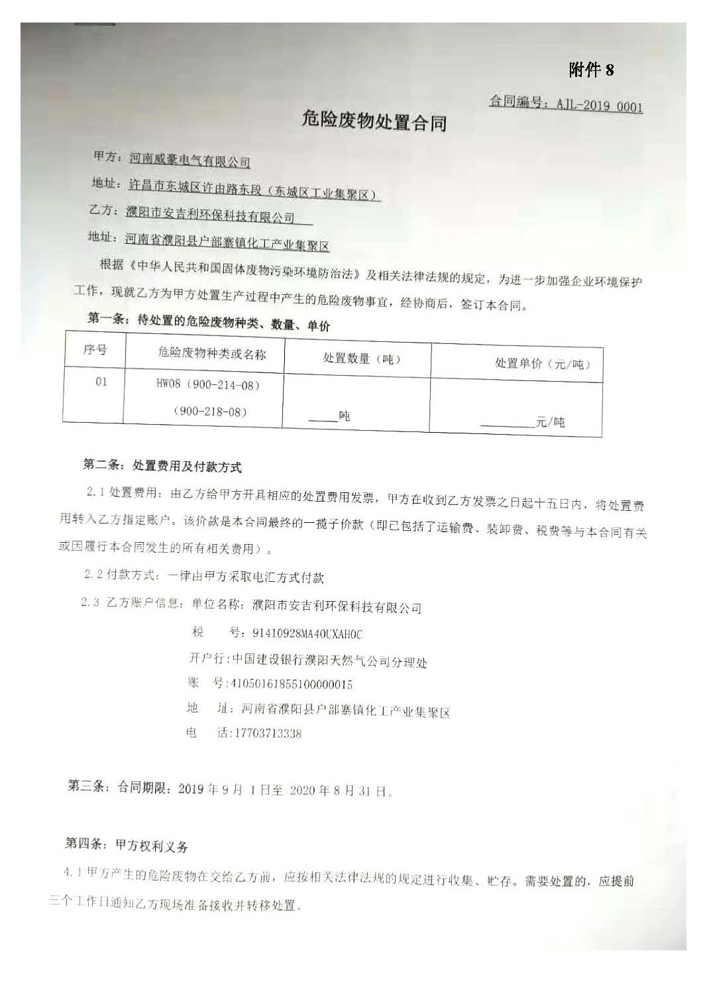 附件 8
合同编号：AJL-2019 0001
危险废物处置合同
甲方：河南威豪电气有限公司
地址：许昌市东城区许由路东段（东城区工业集聚区）
乙方：濮阳市安吉利环保科技有限公司
地址：河南省濮阳县户部寨镇化工产业集聚区
根据《中华人民共和国固体废物污染环境防治法》及相关法律法规的规定，为进一步加强企业环境保护
工作，现就乙方为甲方处置生产过程中产生的危险废物事宜，经协商后，签订本合同。
第一条：待处置的危险废物种类、数量、单价
序号 危险废物种类或名称 处置数量（吨） 处置单价（元/吨）
01 HW08（900-214-08）
（900-218-08） ____吨 ________元/吨
第二条：处置费用及付款方式
2.1 处置费用：由乙方给甲方开具相应的处置费用发票，甲方在收到乙方发票之日起十五日内，将处置费
用转入乙方指定账户。该价款是本合同最终的一揽子价款（即已包括了运输费、装卸费、税费等与本合同有关
或因履行本合同发生的所有相关费用）。
2.2 付款方式：一律由甲方采取电汇方式付款
2.3 乙方账户信息：单位名称：濮阳市安吉利环保科技有限公司
税 号：91410928MA40UXAH0C
开户行:中国建设银行濮阳天然气公司分理处
账 号:41050161855100000015
地 址：河南省濮阳县户部寨镇化工产业集聚区
电 话:17703713338
第三条：合同期限：2019 年 9 月 1 日至 2020 年 8 月 31 日。
第四条：甲方权利义务
4.1 甲方产生的危险废物在交给乙方前，应按相关法律法规的规定进行收集、贮存。需要处置的，应提前
三个工作日通知乙方现场准备接收并转移处置。